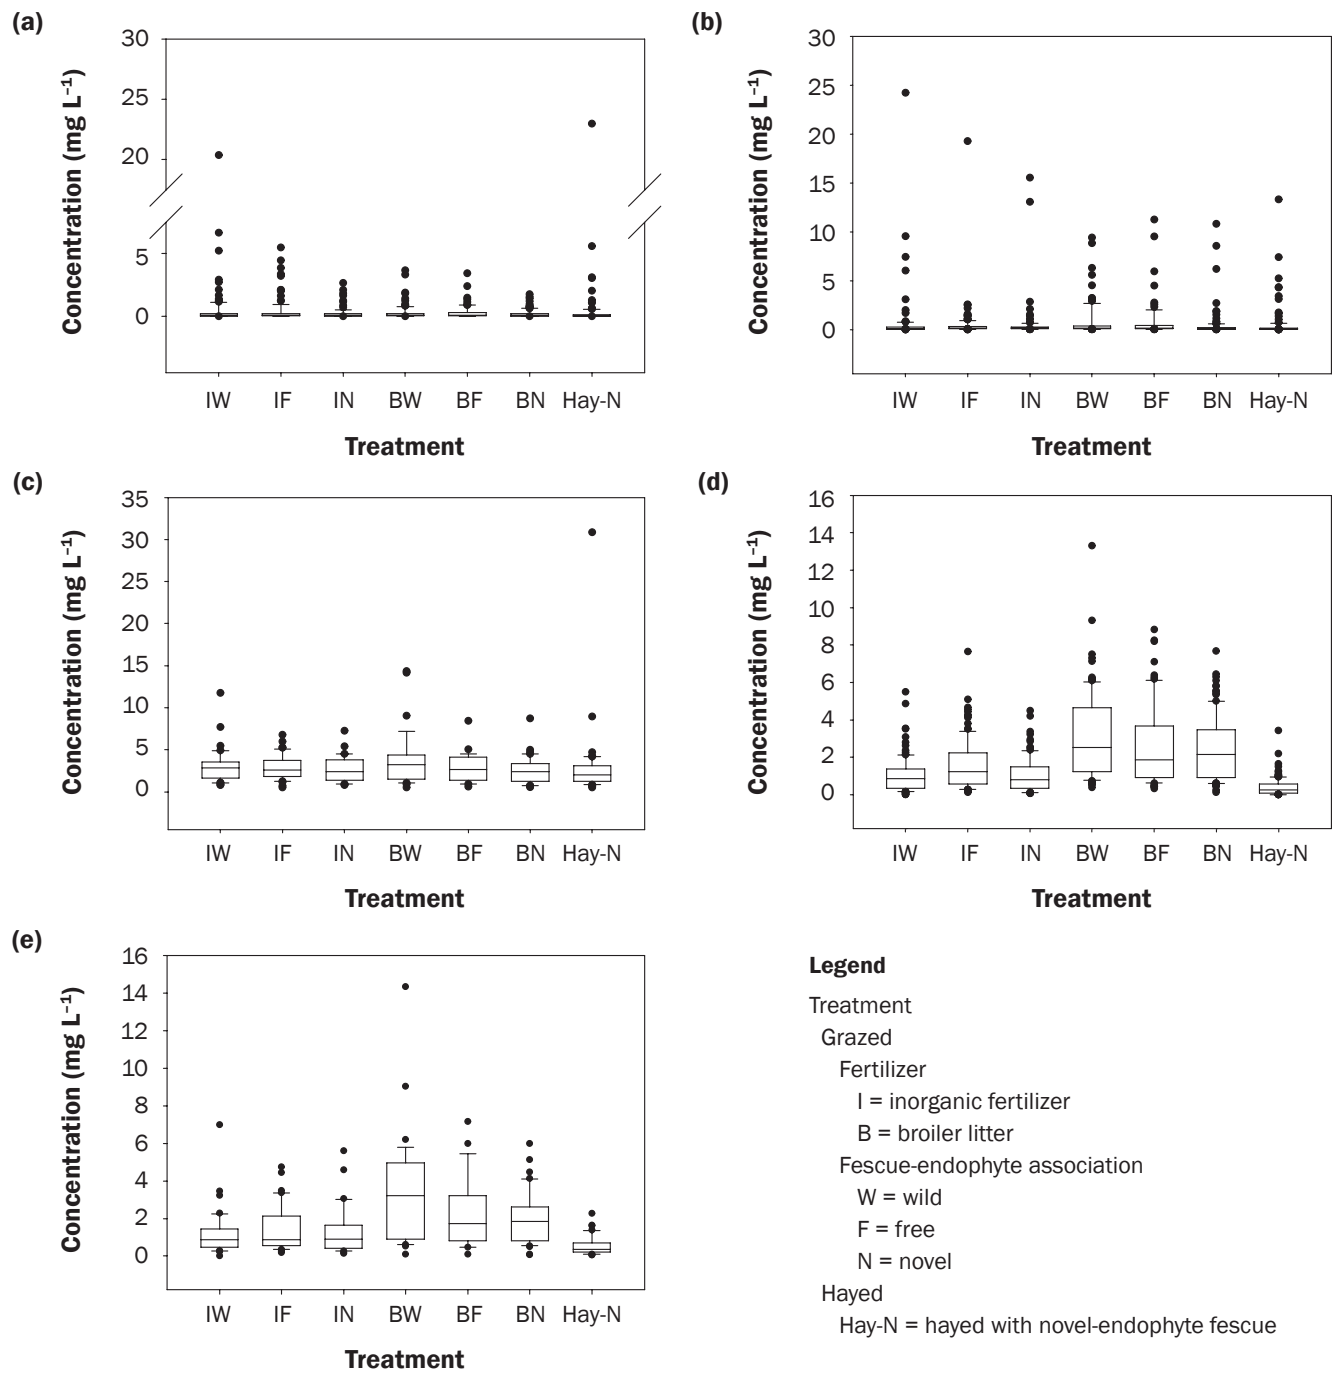 (a)
30
25
20
5
0
Concentration (mg L⁻¹)
IW IF IN BW BF BN Hay-N
Treatment
(b)
30
25
20
15
10
5
0
Concentration (mg L⁻¹)
IW IF IN BW BF BN Hay-N
Treatment
(c)
35
30
25
20
15
10
5
0
Concentration (mg L⁻¹)
IW IF IN BW BF BN Hay-N
Treatment
(d)
16
14
12
10
8
6
4
2
0
Concentration (mg L⁻¹)
IW IF IN BW BF BN Hay-N
Treatment
(e)
16
14
12
10
8
6
4
2
0
Concentration (mg L⁻¹)
IW IF IN BW BF BN Hay-N
Treatment
Legend
Treatment
Grazed
Fertilizer
I = inorganic fertilizer
B = broiler litter
Fescue-endophyte association
W = wild
F = free
N = novel
Hayed
Hay-N = hayed with novel-endophyte fescue